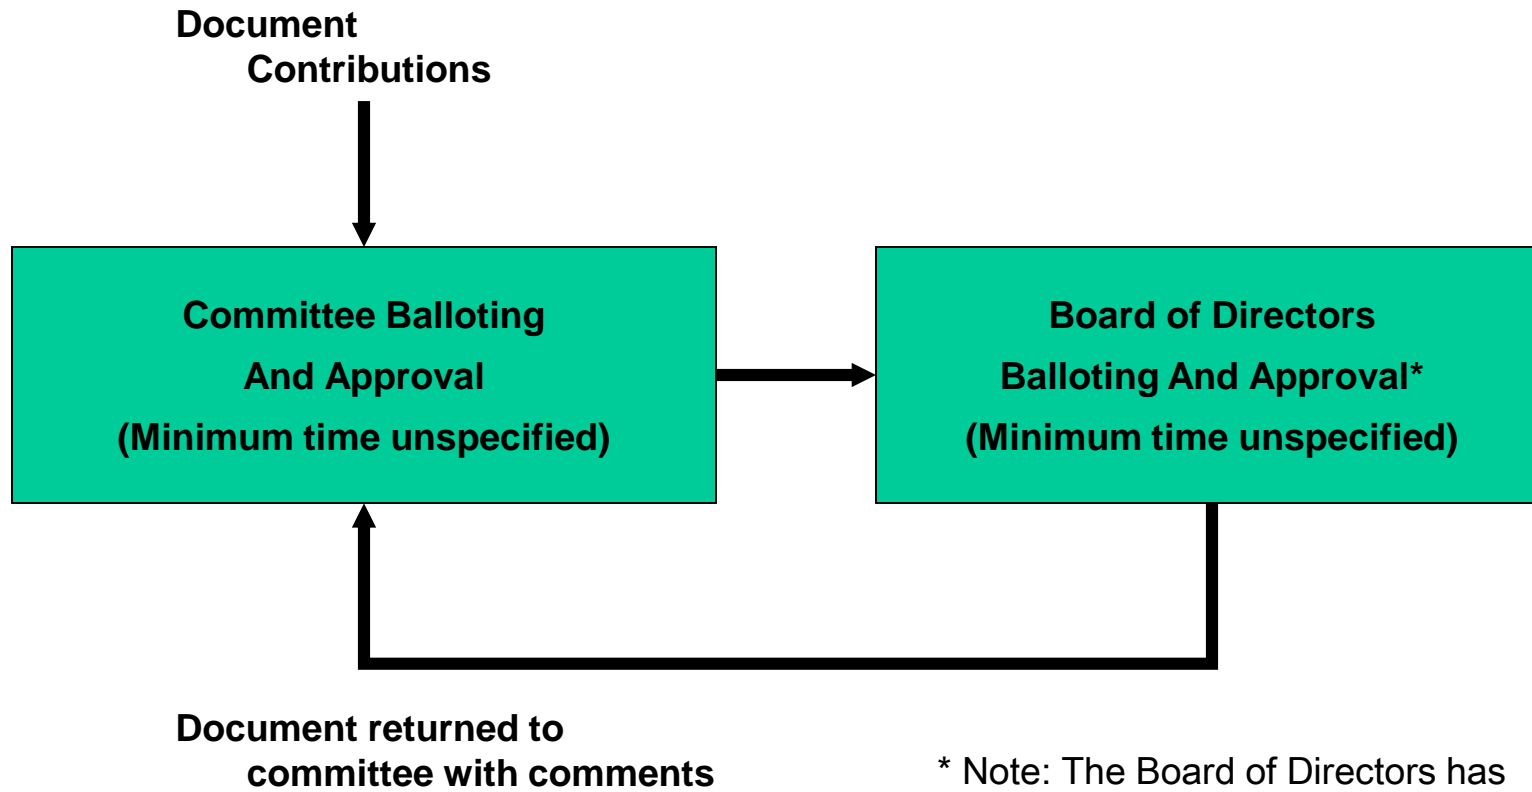 Document
Contributions
Committee Balloting
And Approval
(Minimum time unspecified)
Board of Directors
Balloting And Approval*
(Minimum time unspecified)
Document returned to
committee with comments
* Note: The Board of Directors has